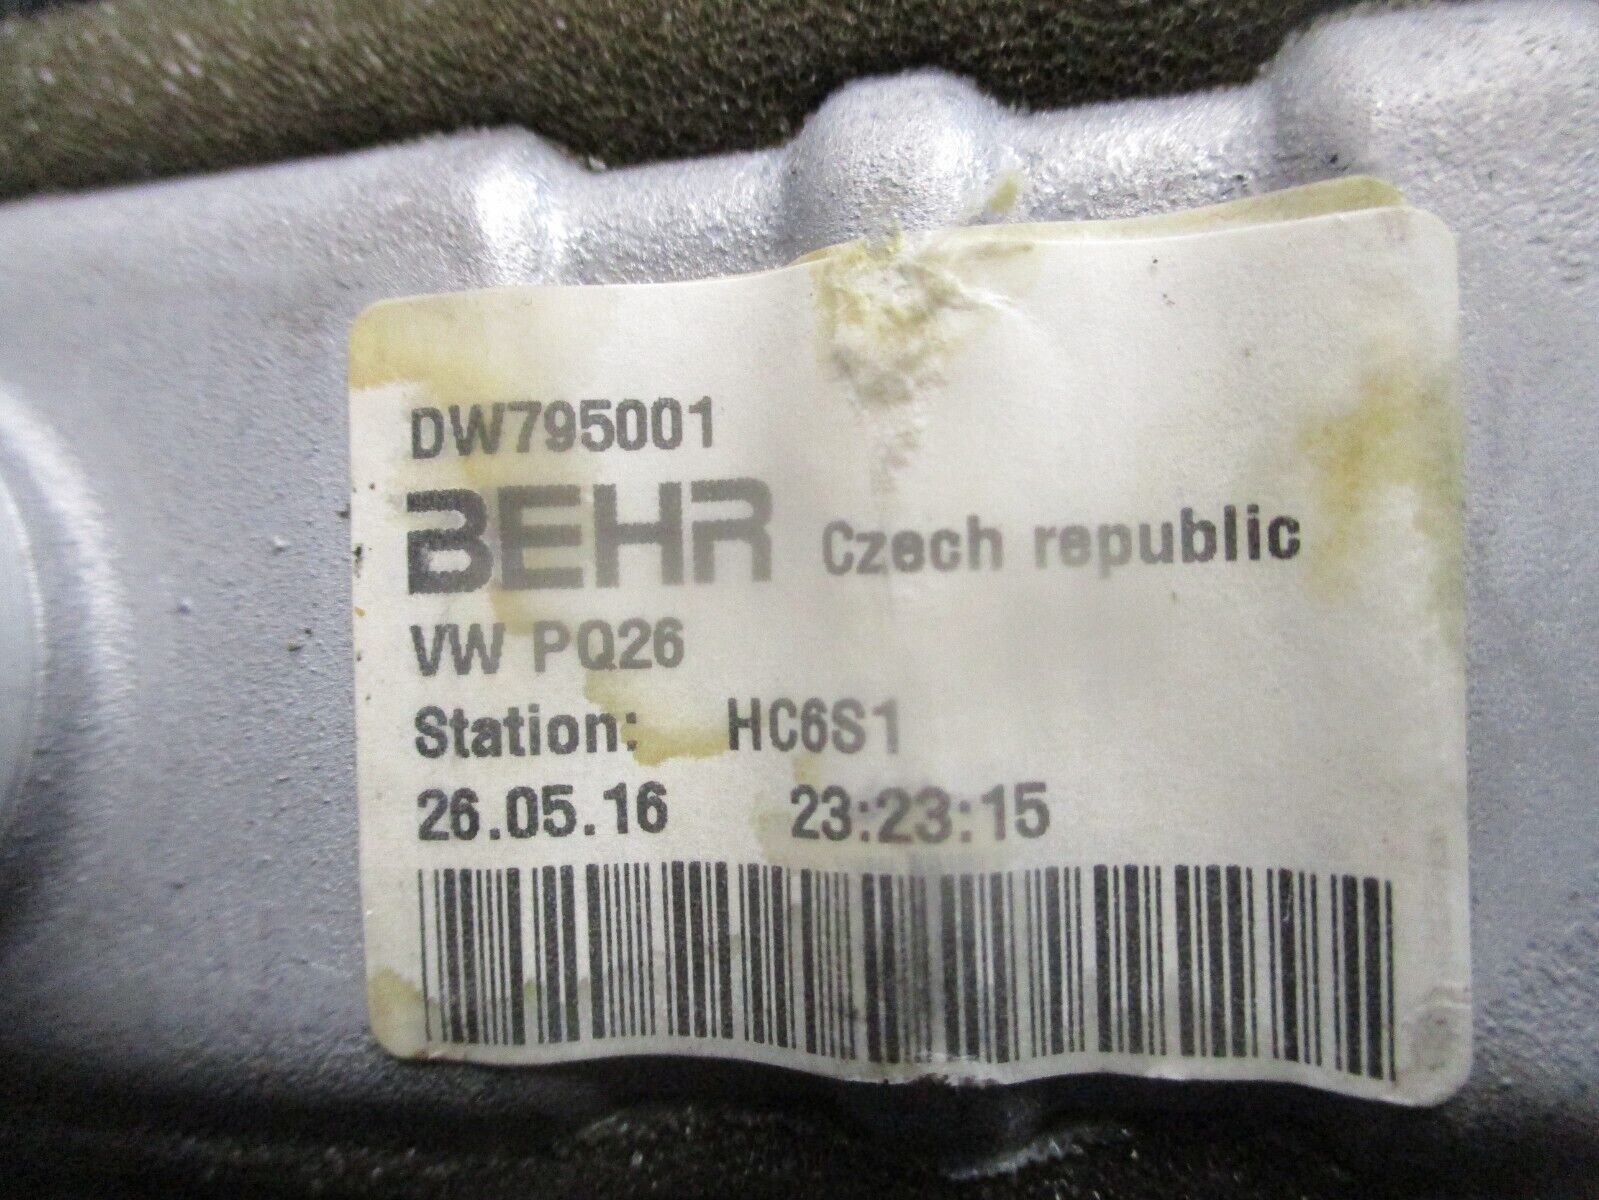 DW795001
BEHR Czech republic
VW PQ26
Station: HC6S1
26.05.16 23:23:15